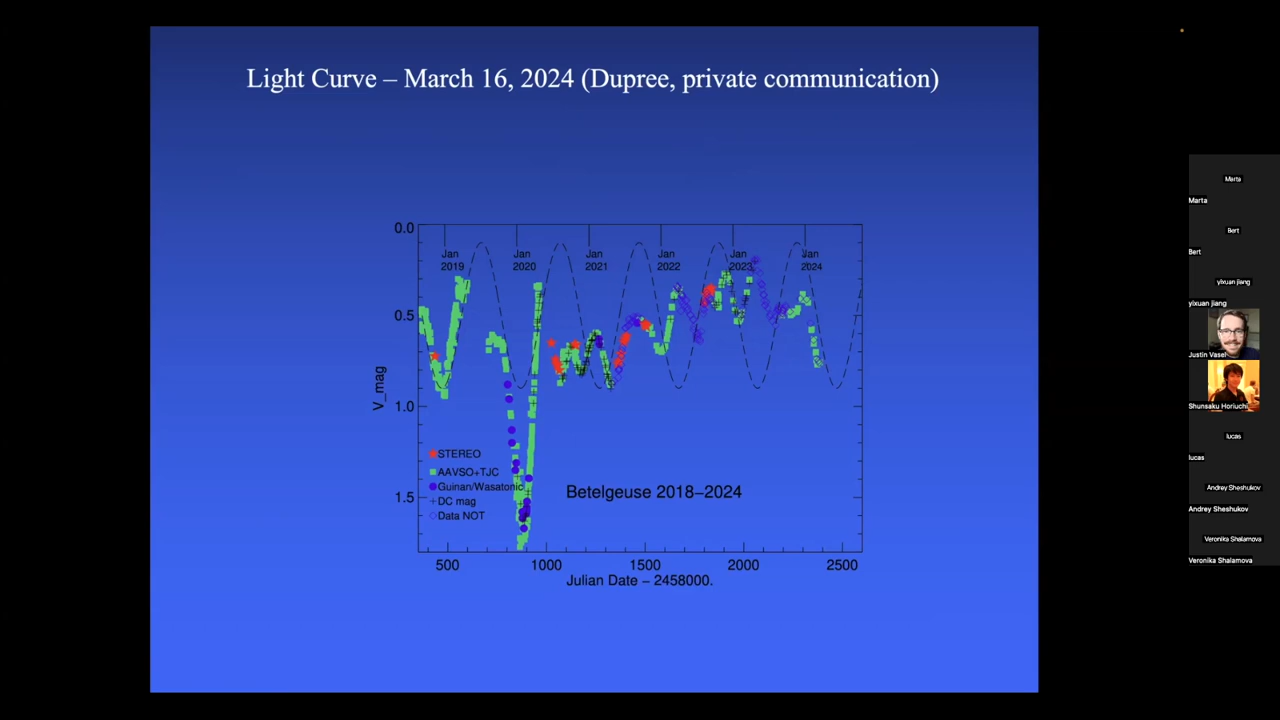 Light Curve – March 16, 2024 (Dupree, private communication)
0.0
0.5
1.0
1.5
V_mag
Jan 2019
Jan 2020
Jan 2021
Jan 2022
Jan 2023
Jan 2024
STEREO
AAVSO+TJC
Guinan/Wasatonic
DC mag
Data NOT
Betelgeuse 2018–2024
500
1000
1500
2000
2500
Julian Date – 2458000.
Marta
Marta
Bert
Bert
yixuan jiang
yixuan jiang
Justin Vasel
Shunsaku Horiuchi
lucas
lucas
Andrey Sheshukov
Andrey Sheshukov
Veronika Shalamova
Veronika Shalamova